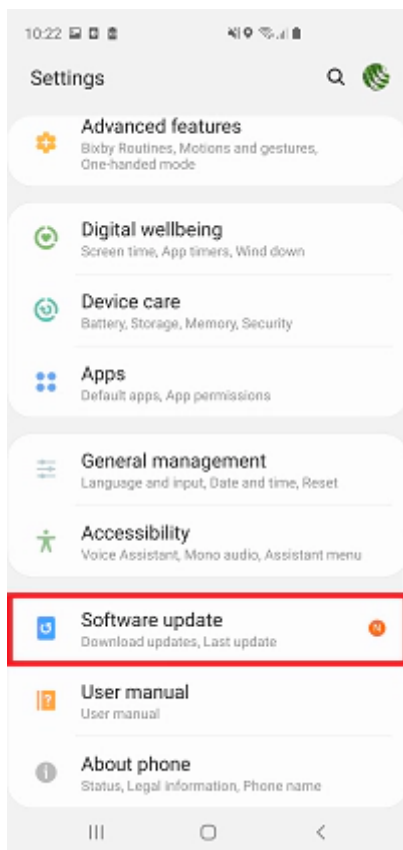 10:22
Settings
Advanced features
Bixby Routines, Motions and gestures,
One-handed mode
Digital wellbeing
Screen time, App timers, Wind down
Device care
Battery, Storage, Memory, Security
Apps
Default apps, App permissions
General management
Language and input, Date and time, Reset
Accessibility
Voice Assistant, Mono audio, Assistant menu
Software update
N
Download updates, Last update
User manual
User manual
About phone
Status, Legal information, Phone name